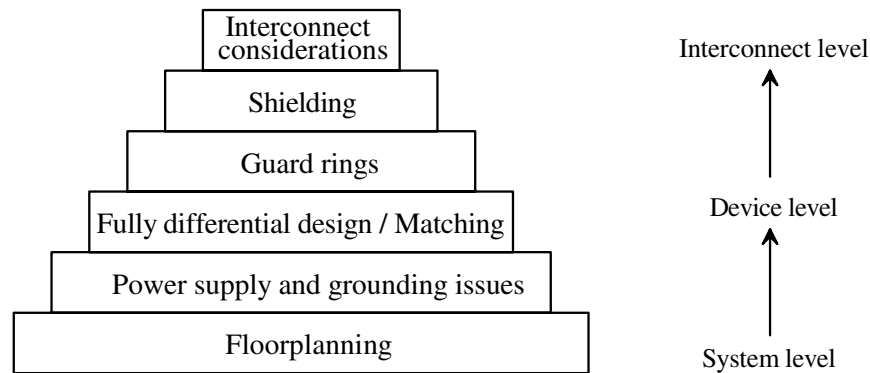 Interconnect
considerations
Shielding
Guard rings
Fully differential design / Matching
Power supply and grounding issues
Floorplanning
Interconnect level
Device level
System level